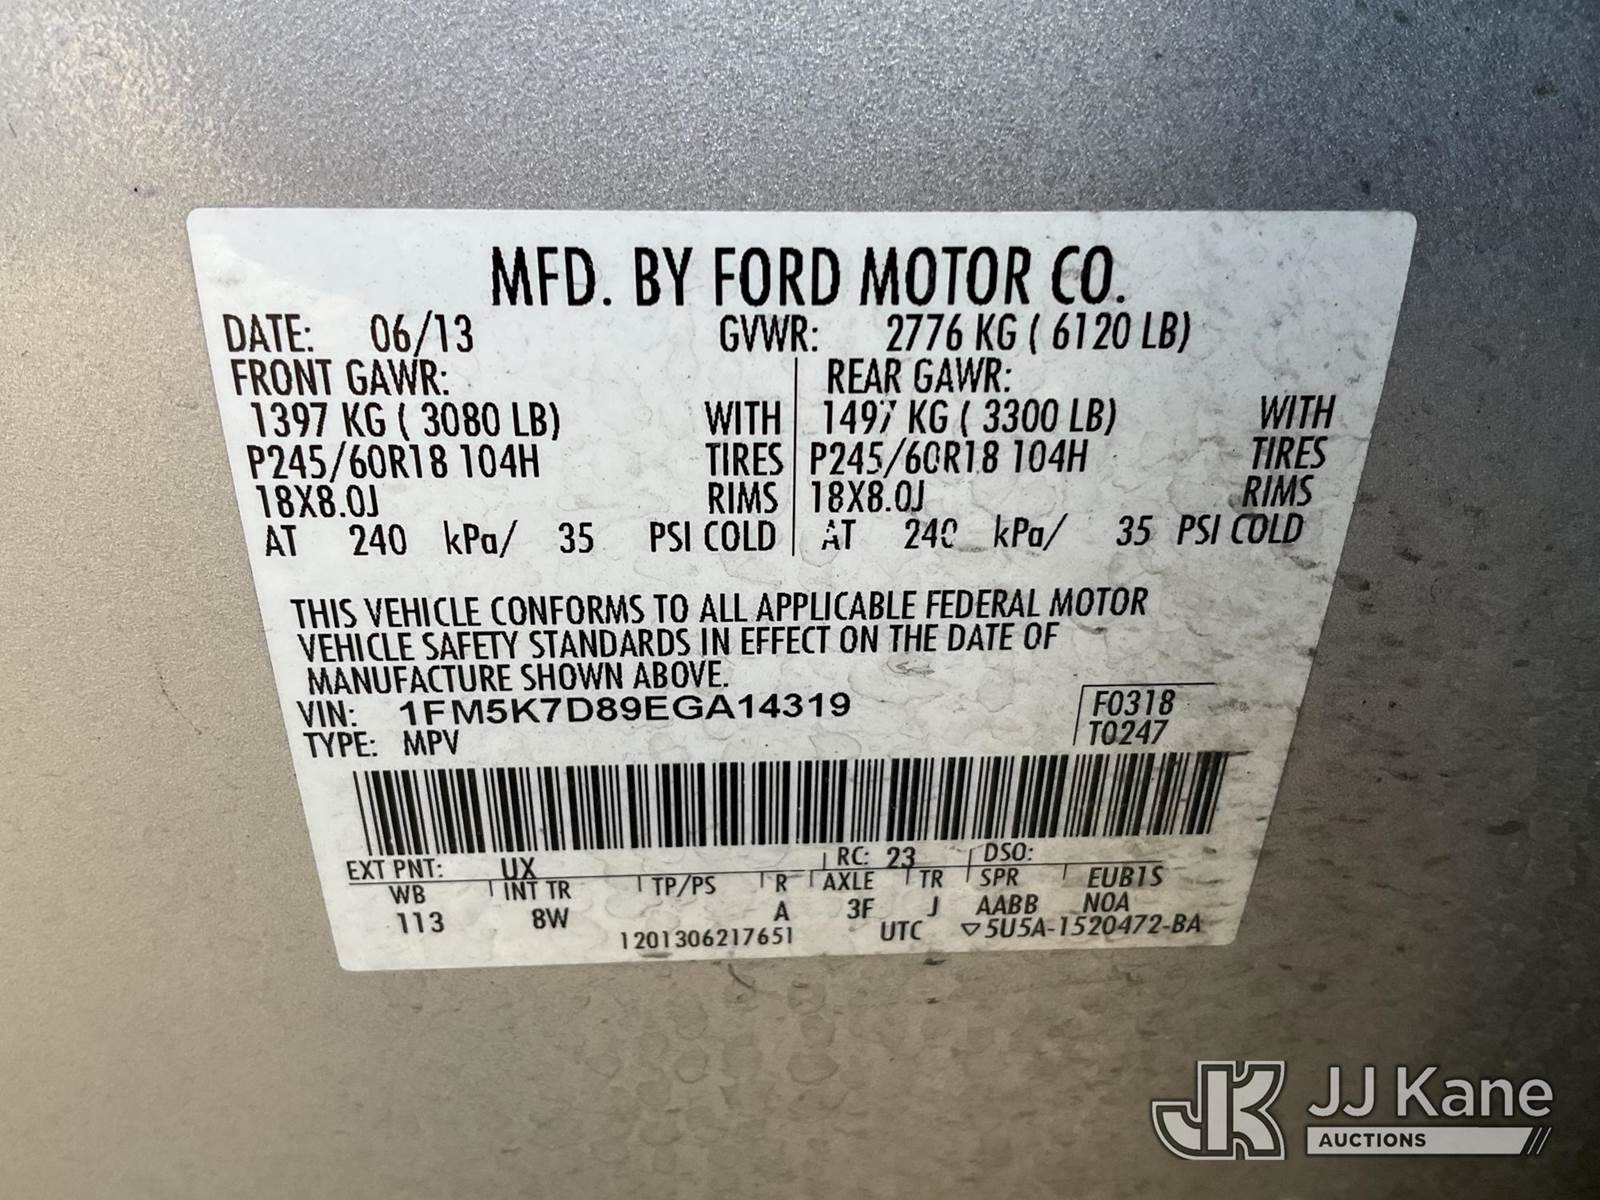 MFD. BY FORD MOTOR CO.
DATE: 06/13 GVWR: 2776 KG ( 6120 LB)
FRONT GAWR: REAR GAWR:
1397 KG ( 3080 LB) WITH 1497 KG ( 3300 LB) WITH
P245/60R18 104H TIRES P245/60R18 104H TIRES
18X8.0J RIMS 18X8.0J RIMS
AT 240 kPa/ 35 PSI COLD AT 240 kPa/ 35 PSI COLD
THIS VEHICLE CONFORMS TO ALL APPLICABLE FEDERAL MOTOR
VEHICLE SAFETY STANDARDS IN EFFECT ON THE DATE OF
MANUFACTURE SHOWN ABOVE.
VIN: 1FM5K7D89EGA14319 F0318
TYPE: MPV T0247
EXT PNT: UX RC: 23 DSO:
WB INT TR TP/PS R AXLE TR SPR EUB1S
113 8W A 3F J AABB NOA
1201306217651 UTC ▽5U5A-1520472-BA
JK JJ Kane
AUCTIONS